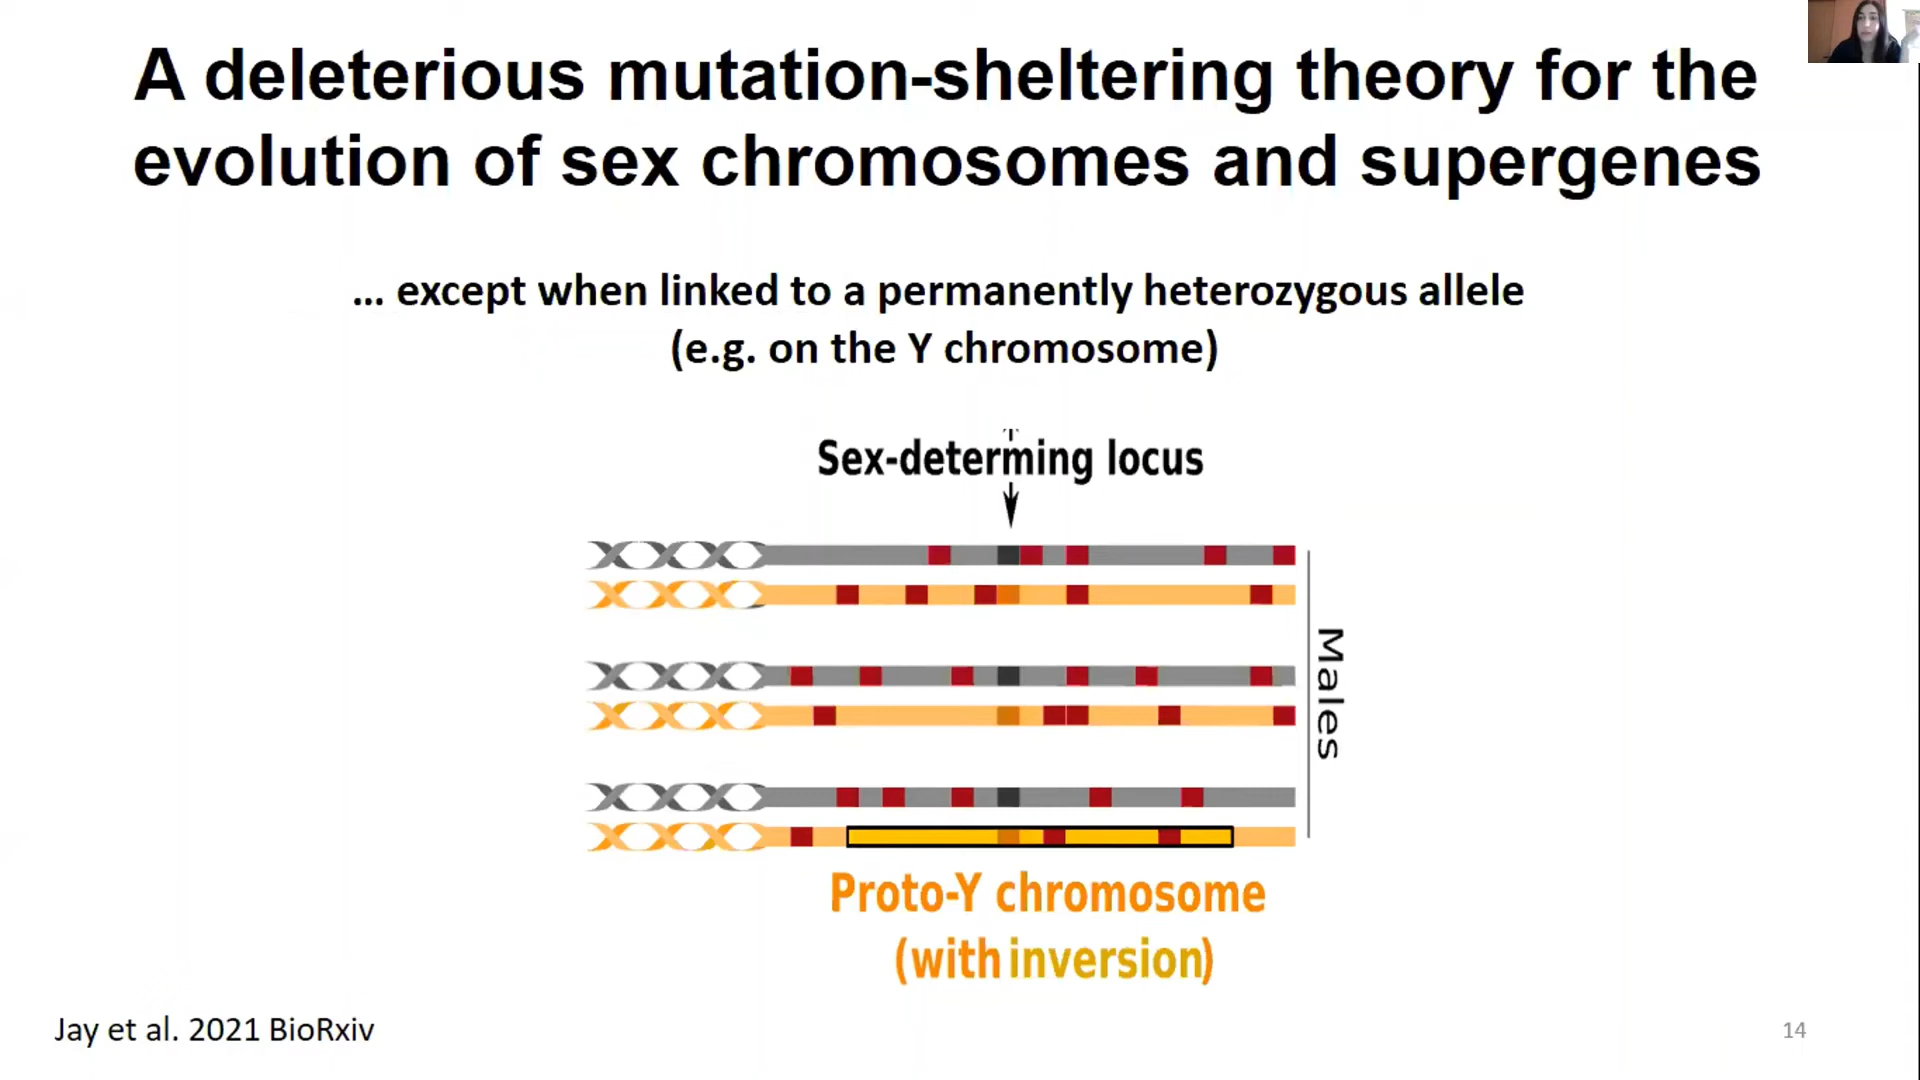 A deleterious mutation-sheltering theory for the
evolution of sex chromosomes and supergenes
... except when linked to a permanently heterozygous allele
(e.g. on the Y chromosome)
Sex-determing locus
Males
Proto-Y chromosome
(with inversion)
Jay et al. 2021 BioRxiv
14